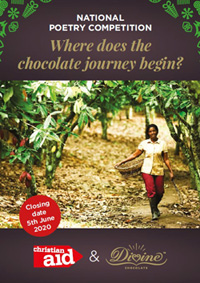 NATIONAL
POETRY COMPETITION
Where does the
chocolate journey begin?
Closing
date
5th June
2020
christian
aid
&
Divine
CHOCOLATE